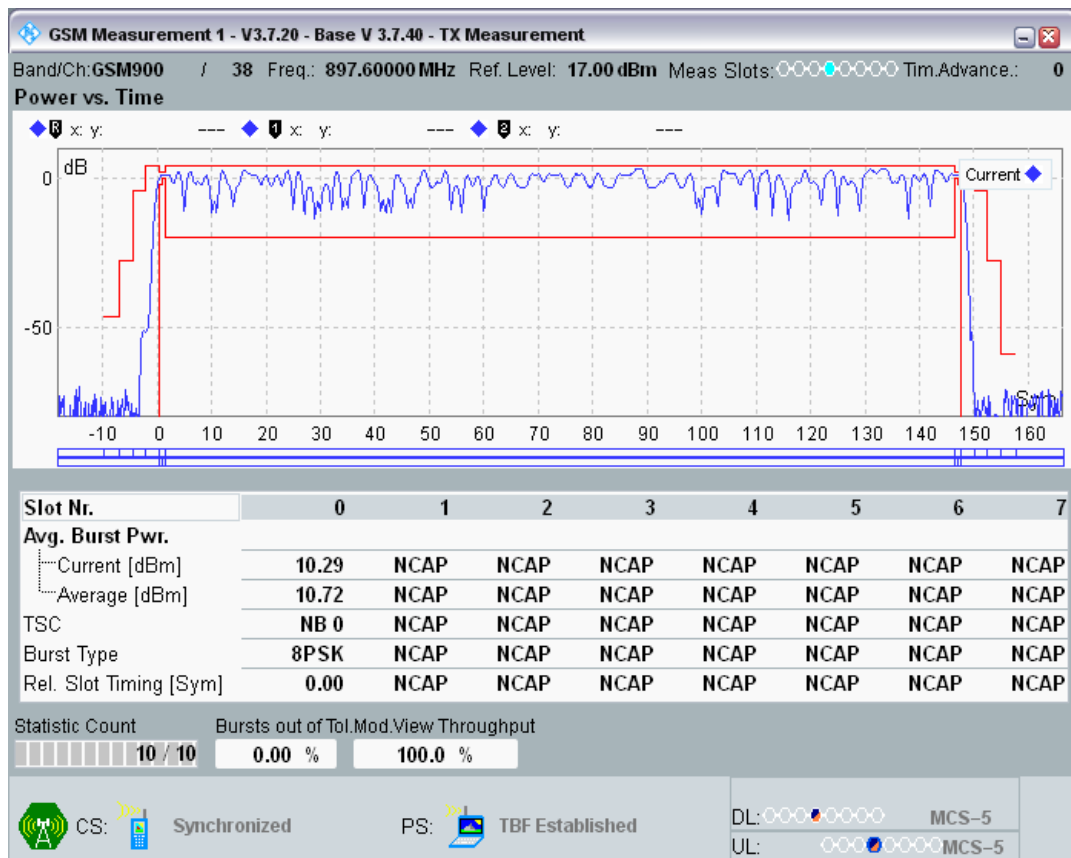 GSM Measurement 1 - V3.7.20 - Base V 3.7.40 - TX Measurement
Band/Ch:GSM900 / 38 Freq.: 897.60000 MHz Ref. Level: 17.00 dBm Meas Slots: Tim.Advance.: 0
Power vs. Time
R x: y: --- 1 x: y: --- 2 x: y: ---
dB
Current
0
-50
Sym
-10 0 10 20 30 40 50 60 70 80 90 100 110 120 130 140 150 160
Slot Nr. 0 1 2 3 4 5 6 7
Avg. Burst Pwr.
Current [dBm] 10.29 NCAP NCAP NCAP NCAP NCAP NCAP NCAP
Average [dBm] 10.72 NCAP NCAP NCAP NCAP NCAP NCAP NCAP
TSC NB 0 NCAP NCAP NCAP NCAP NCAP NCAP NCAP
Burst Type 8PSK NCAP NCAP NCAP NCAP NCAP NCAP NCAP
Rel. Slot Timing [Sym] 0.00 NCAP NCAP NCAP NCAP NCAP NCAP NCAP
Statistic Count Bursts out of Tol.Mod.View Throughput
10 / 10 0.00 % 100.0 %
CS: Synchronized PS: TBF Established
DL: MCS-5
UL: MCS-5